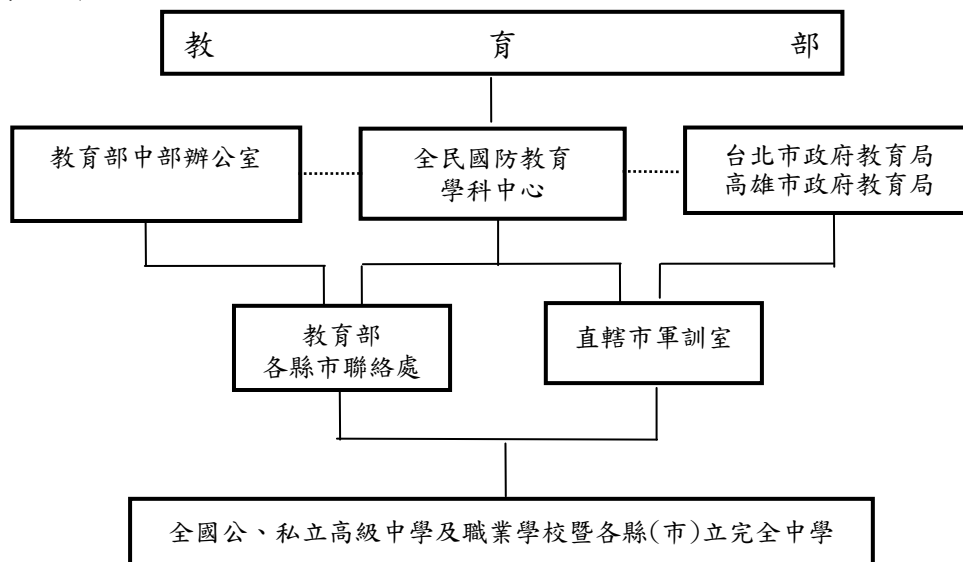 教育部
教育部中部辦公室
全民國防教育
學科中心
台北市政府教育局
高雄市政府教育局
教育部
各縣市聯絡處
直轄市軍訓室
全國公、私立高級中學及職業學校暨各縣(市)立完全中學